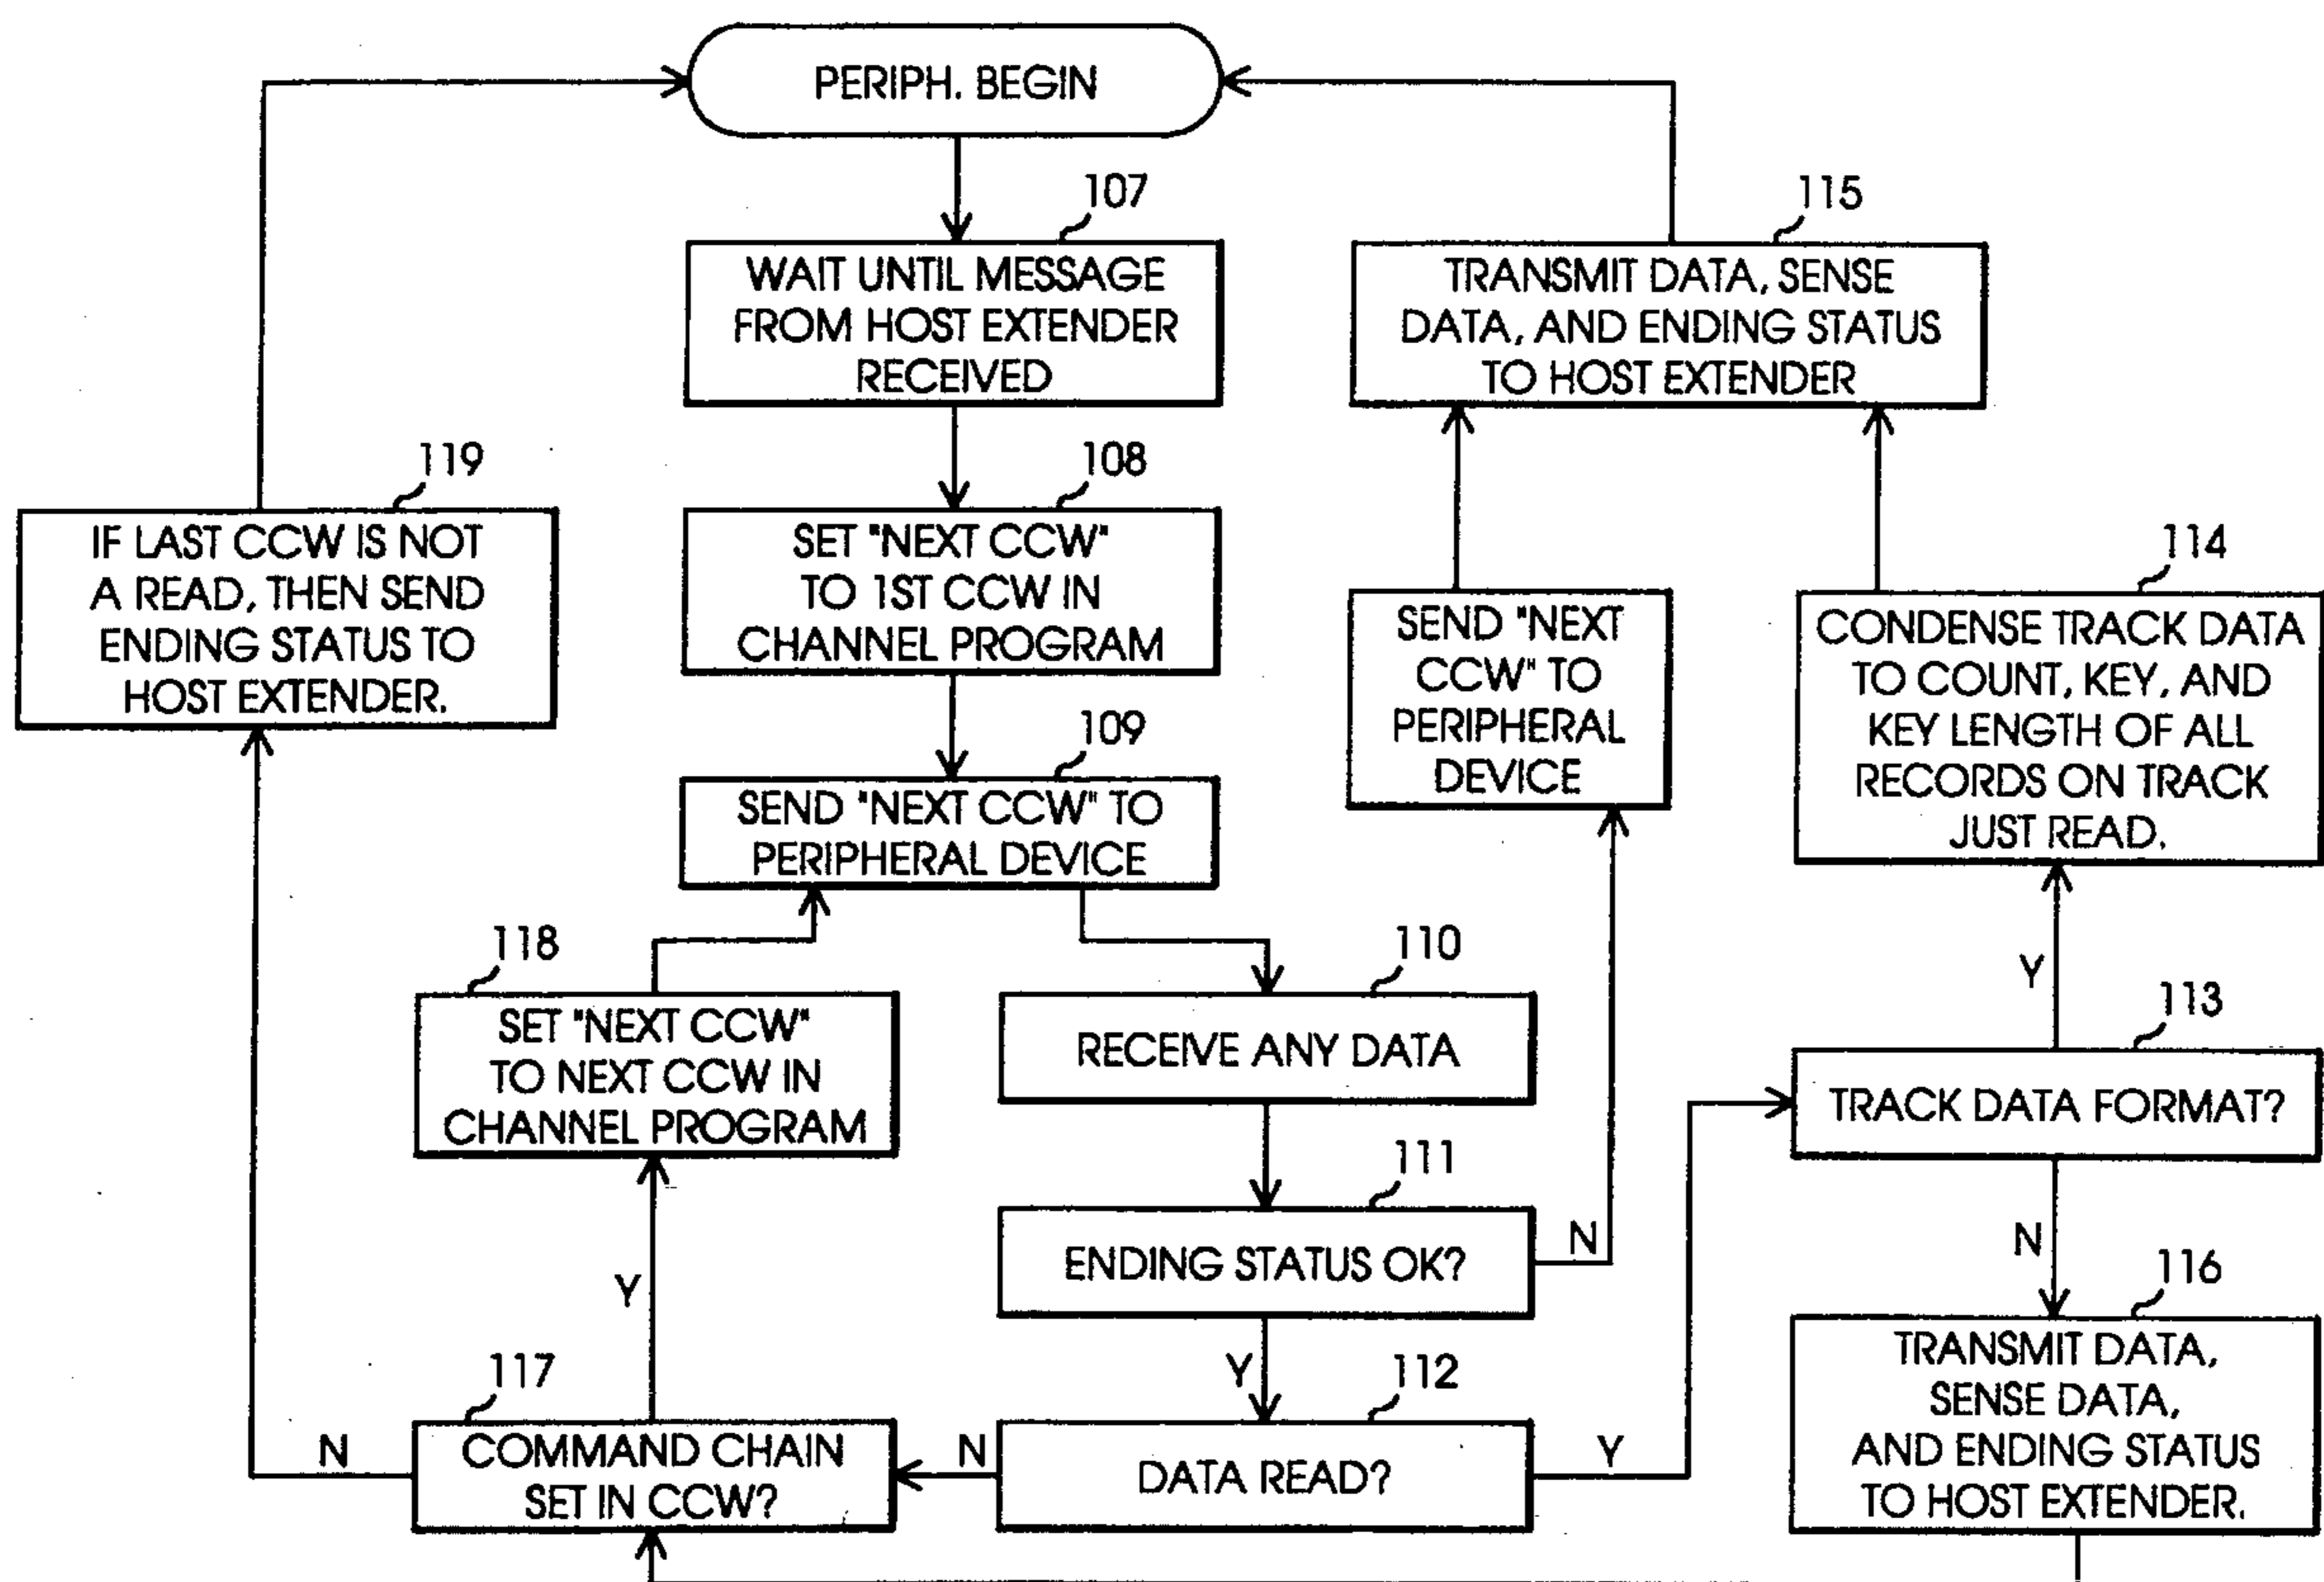 PERIPH. BEGIN
107
WAIT UNTIL MESSAGE
FROM HOST EXTENDER
RECEIVED
115
TRANSMIT DATA, SENSE
DATA, AND ENDING STATUS
TO HOST EXTENDER
119
IF LAST CCW IS NOT
A READ, THEN SEND
ENDING STATUS TO
HOST EXTENDER.
108
SET "NEXT CCW"
TO 1ST CCW IN
CHANNEL PROGRAM
SEND "NEXT
CCW" TO
PERIPHERAL
DEVICE
114
CONDENSE TRACK DATA
TO COUNT, KEY, AND
KEY LENGTH OF ALL
RECORDS ON TRACK
JUST READ.
109
SEND "NEXT CCW" TO
PERIPHERAL DEVICE
118
SET "NEXT CCW"
TO NEXT CCW IN
CHANNEL PROGRAM
110
RECEIVE ANY DATA
Y
113
TRACK DATA FORMAT?
111
ENDING STATUS OK?
N
N
116
TRANSMIT DATA,
SENSE DATA,
AND ENDING STATUS
TO HOST EXTENDER.
Y
Y
117
COMMAND CHAIN
SET IN CCW?
N
N
112
DATA READ?
Y